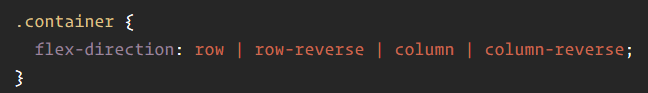 .container {
  flex-direction: row | row-reverse | column | column-reverse;
}